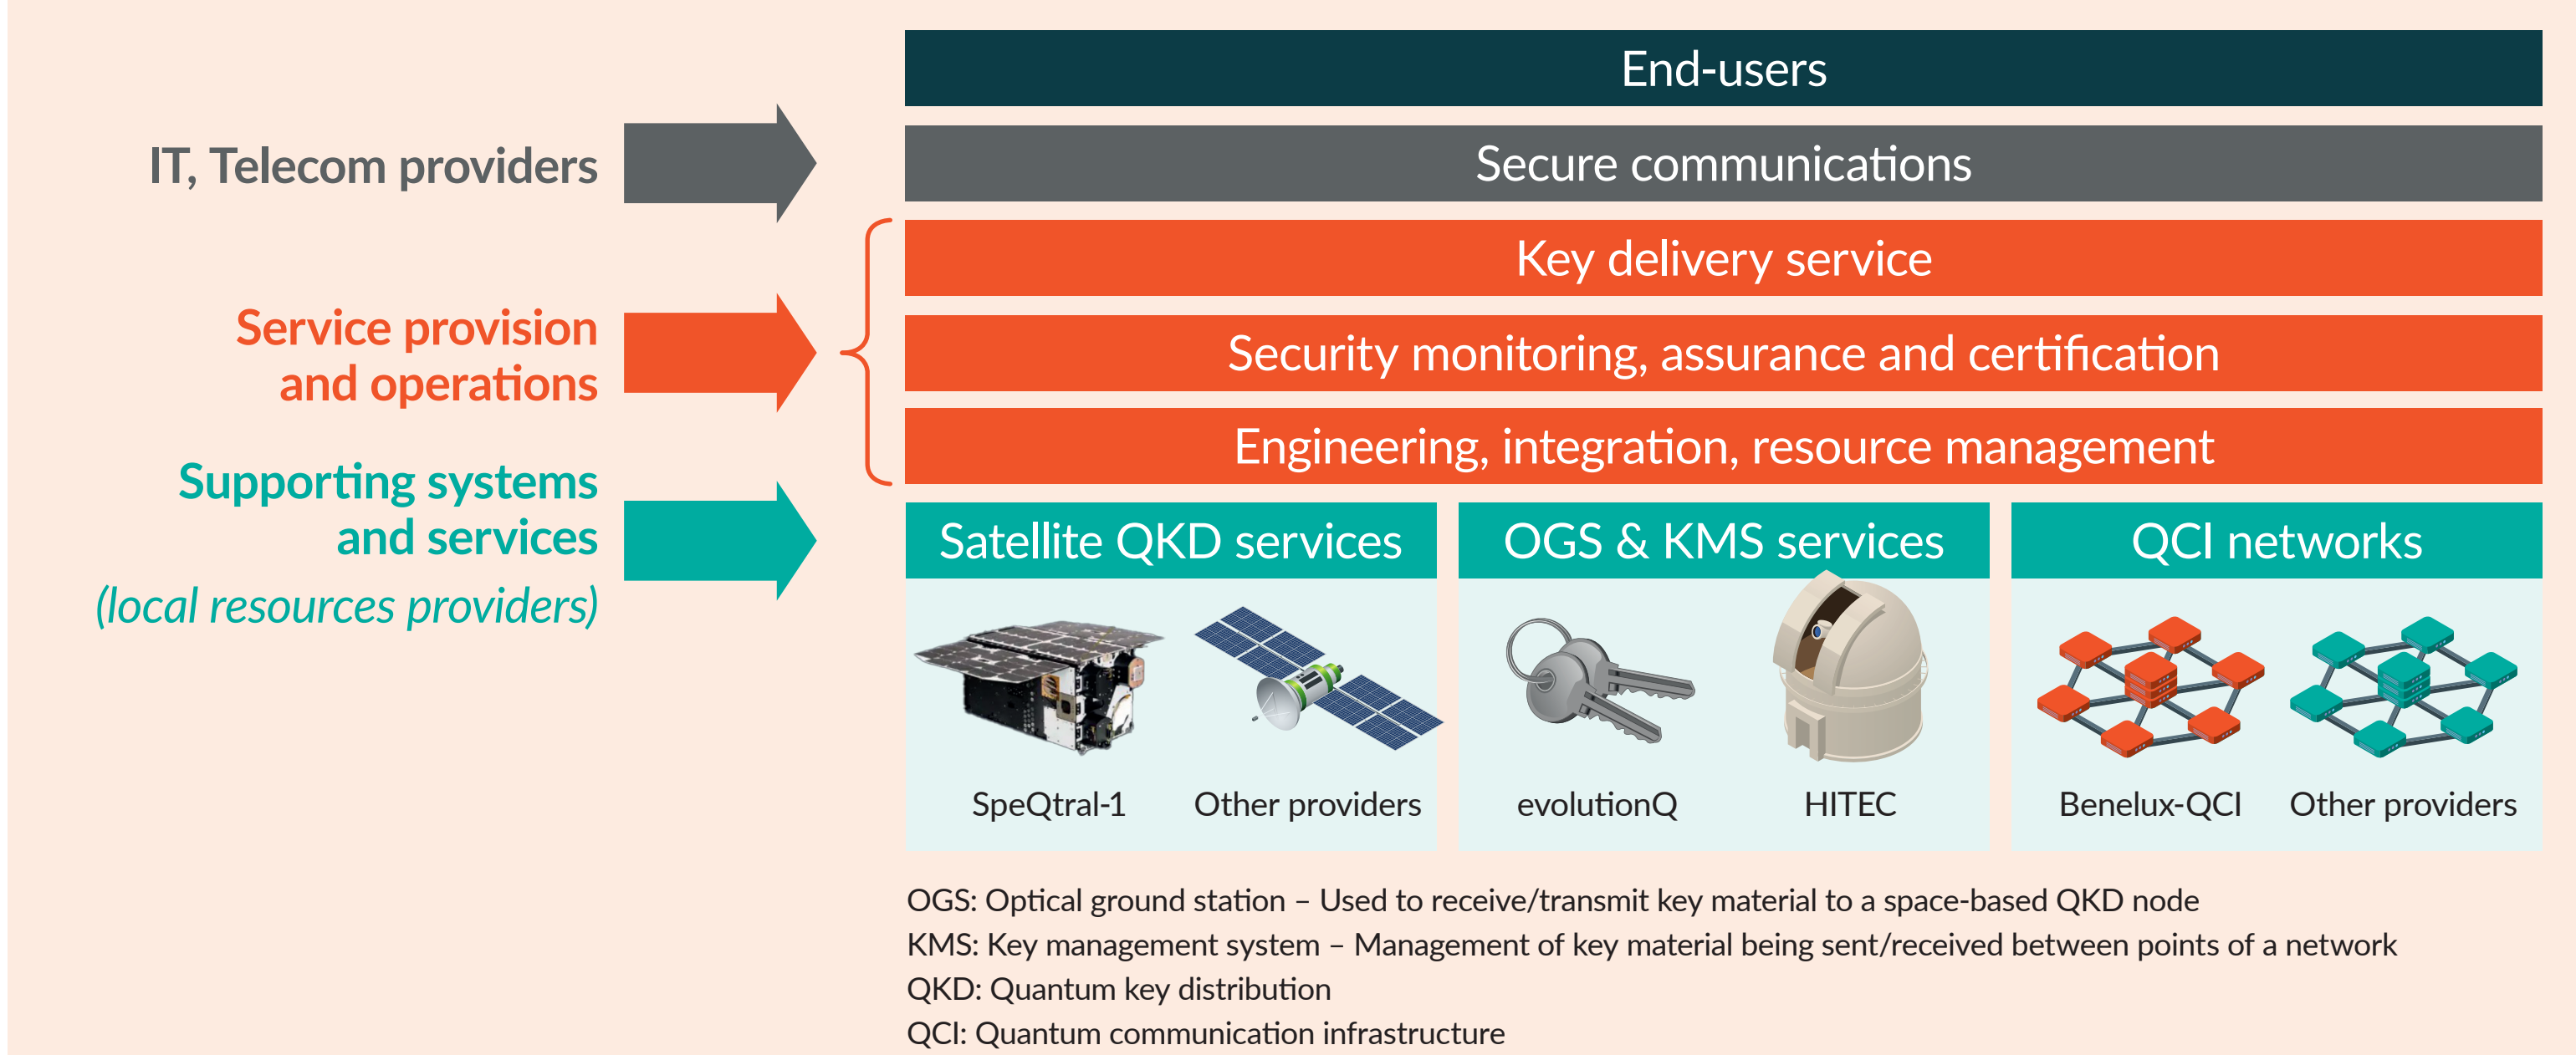 End-users
IT, Telecom providers
Secure communications
Service provision
and operations
Key delivery service
Security monitoring, assurance and certification
Engineering, integration, resource management
Supporting systems
and services
(local resources providers)
Satellite QKD services
OGS & KMS services
QCI networks
SpeQtral-1
Other providers
evolutionQ
HITEC
Benelux-QCI
Other providers
OGS: Optical ground station – Used to receive/transmit key material to a space-based QKD node
KMS: Key management system – Management of key material being sent/received between points of a network
QKD: Quantum key distribution
QCI: Quantum communication infrastructure